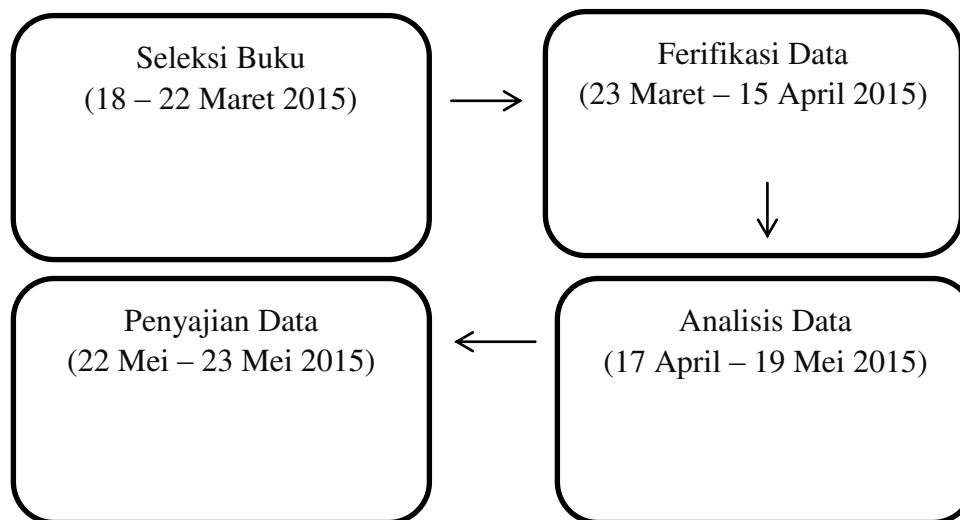 Seleksi Buku
(18 – 22 Maret 2015)
Ferifikasi Data
(23 Maret – 15 April 2015)
Analisis Data
(17 April – 19 Mei 2015)
Penyajian Data
(22 Mei – 23 Mei 2015)